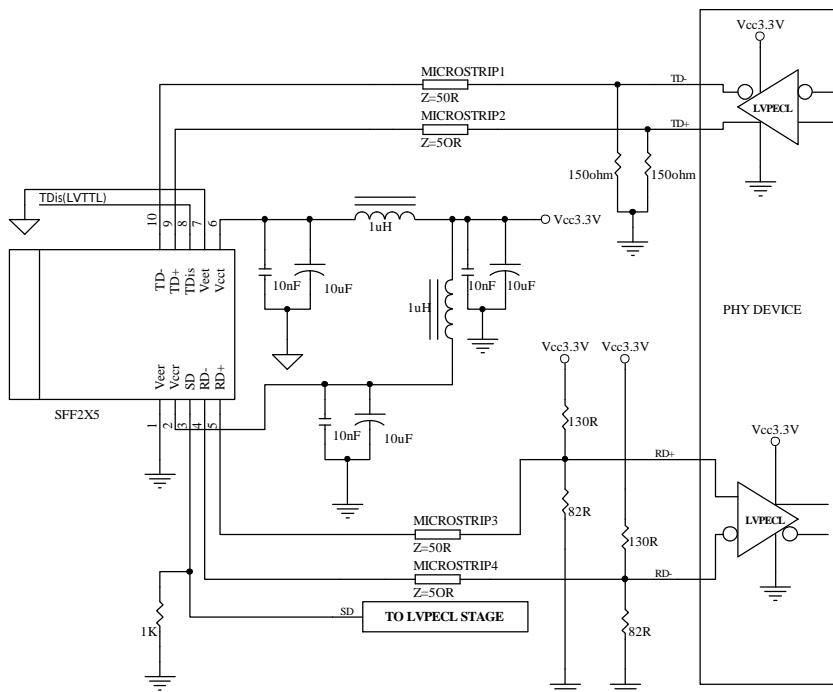 Vcc3.3V
MICROSTRIP1
TD-
Z=50R
LVPECL
MICROSTRIP2
TD+
Z=5OR
150ohm
150ohm
TDis(LVTTL)
10
9
8
7
6
1uH
Vcc3.3V
TD-
TD+
TDis
Veet
Vcct
10nF
10uF
10nF
10uF
1uH
PHY DEVICE
Vcc3.3V
Vcc3.3V
Veer
Vccr
SD
RD-
RD+
SFF2X5
1
2
3
4
5
10nF
10uF
130R
Vcc3.3V
RD+
82R
LVPECL
MICROSTRIP3
Z=50R
130R
MICROSTRIP4
Z=5OR
RD-
SD
TO LVPECL STAGE
1K
82R